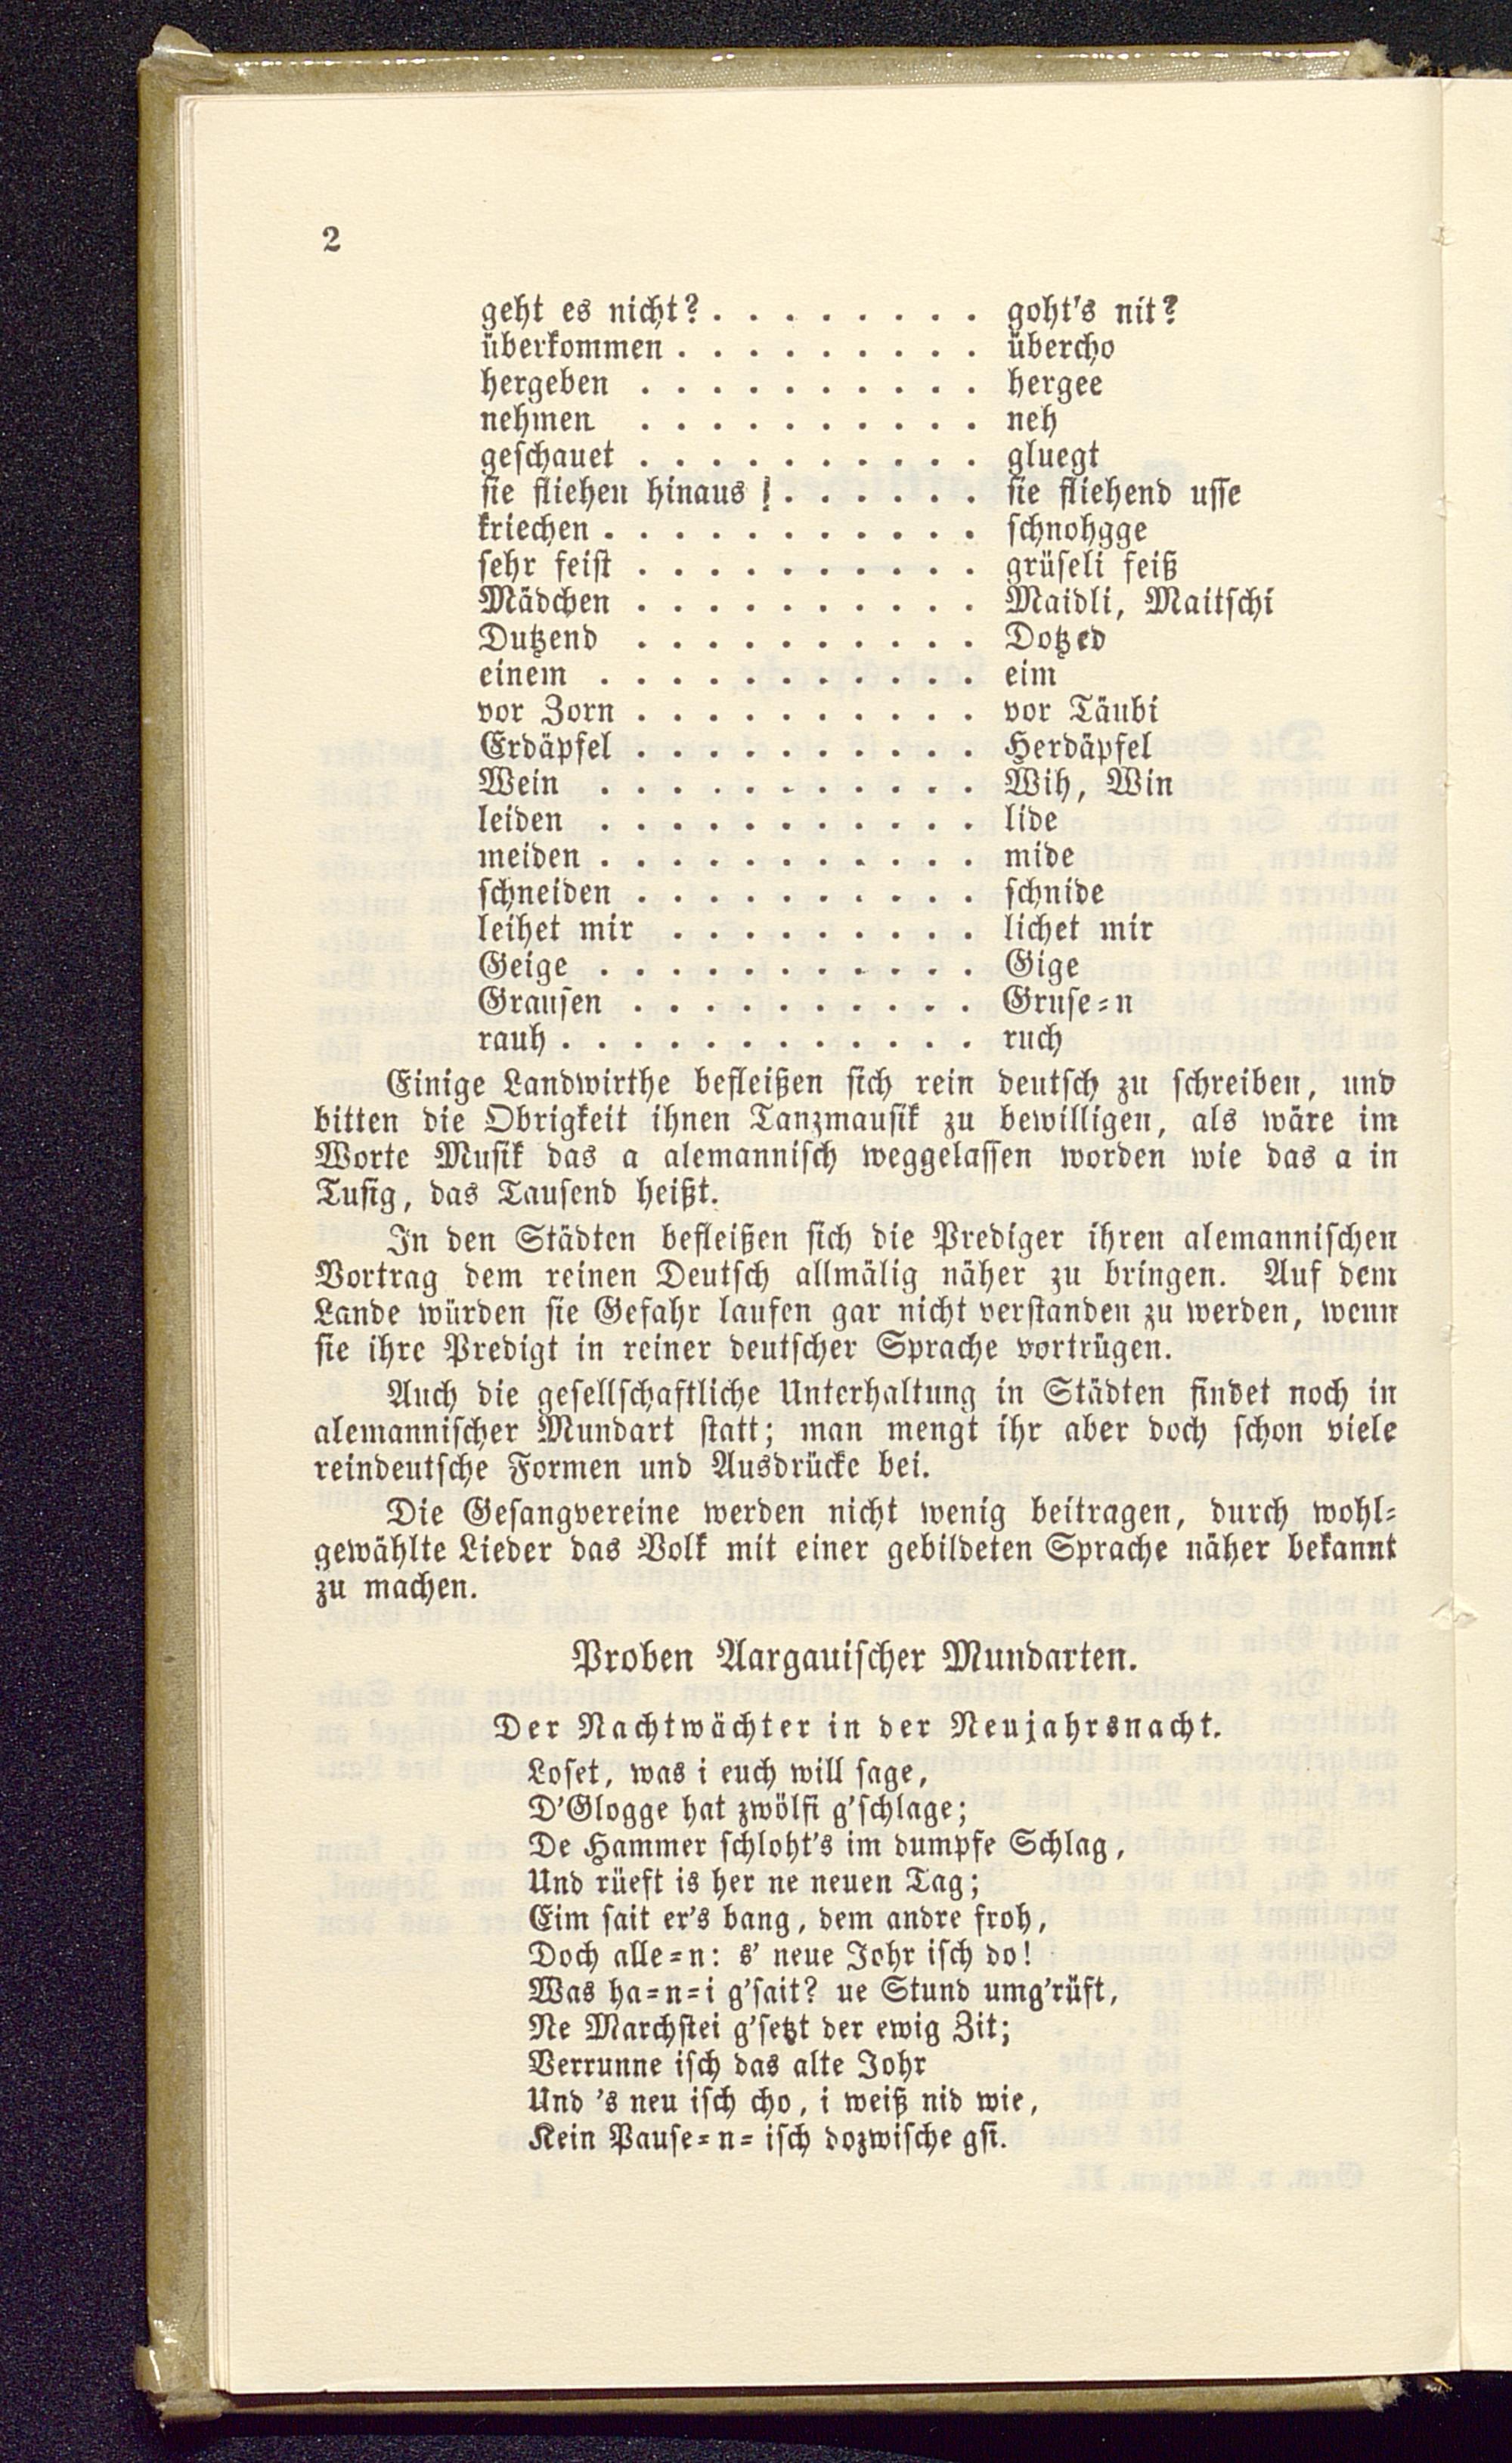 2
geht es nicht? . . . . . . . . goht's nit?
überkommen . . . . . . . . . übercho
hergeben . . . . . . . . . . hergee
nehmen . . . . . . . . . . neh
geschauet . . . . . . . . . . gluegt
sie fliehen hinaus ! . . . . . . sie fliehend usse
kriechen . . . . . . . . . . . schnohgge
sehr feist . . . . . . . . . . grüseli feiß
Mädchen . . . . . . . . . . Maidli, Maitschi
Dutzend . . . . . . . . . . Dotzed
einem . . . . . . . . . . . eim
vor Zorn . . . . . . . . . . vor Täubi
Erdäpfel . . . . . . . . . . Herdäpfel
Wein . . . . . . . . . . . Wih, Win
leiden . . . . . . . . . . . lide
meiden . . . . . . . . . . . mide
schneiden . . . . . . . . . . schnide
leihet mir . . . . . . . . . lichet mir
Geige . . . . . . . . . . . Gige
Grausen . . . . . . . . . . Gruse=n
rauh . . . . . . . . . . . . ruch
Einige Landwirthe befleißen sich rein deutsch zu schreiben, und
bitten die Obrigkeit ihnen Tanzmausik zu bewilligen, als wäre im
Worte Musik das a alemannisch weggelassen worden wie das a in
Tusig, das Tausend heißt.
In den Städten befleißen sich die Prediger ihren alemannischen
Vortrag dem reinen Deutsch allmälig näher zu bringen. Auf dem
Lande würden sie Gefahr laufen gar nicht verstanden zu werden, wenn
sie ihre Predigt in reiner deutscher Sprache vortrügen.
Auch die gesellschaftliche Unterhaltung in Städten findet noch in
alemannischer Mundart statt; man mengt ihr aber doch schon viele
reindeutsche Formen und Ausdrücke bei.
Die Gesangvereine werden nicht wenig beitragen, durch wohl=
gewählte Lieder das Volk mit einer gebildeten Sprache näher bekannt
zu machen.
Proben Aargauischer Mundarten.
Der Nachtwächter in der Neujahrsnacht.
Loset, was i euch will sage,
D'Glogge hat zwölfi g'schlage;
De Hammer schloht's im dumpfe Schlag,
Und rüeft is her ne neuen Tag;
Eim sait er's bang, dem andre froh,
Doch alle=n: s' neue Johr isch do!
Was ha=n=i g'sait? ue Stund umg'rüft,
Ne Marchstei g'setzt der ewig Zit;
Verrunne isch das alte Johr
Und 's neu isch cho, i weiß nid wie,
Kein Pause=n= isch dozwische gsi.